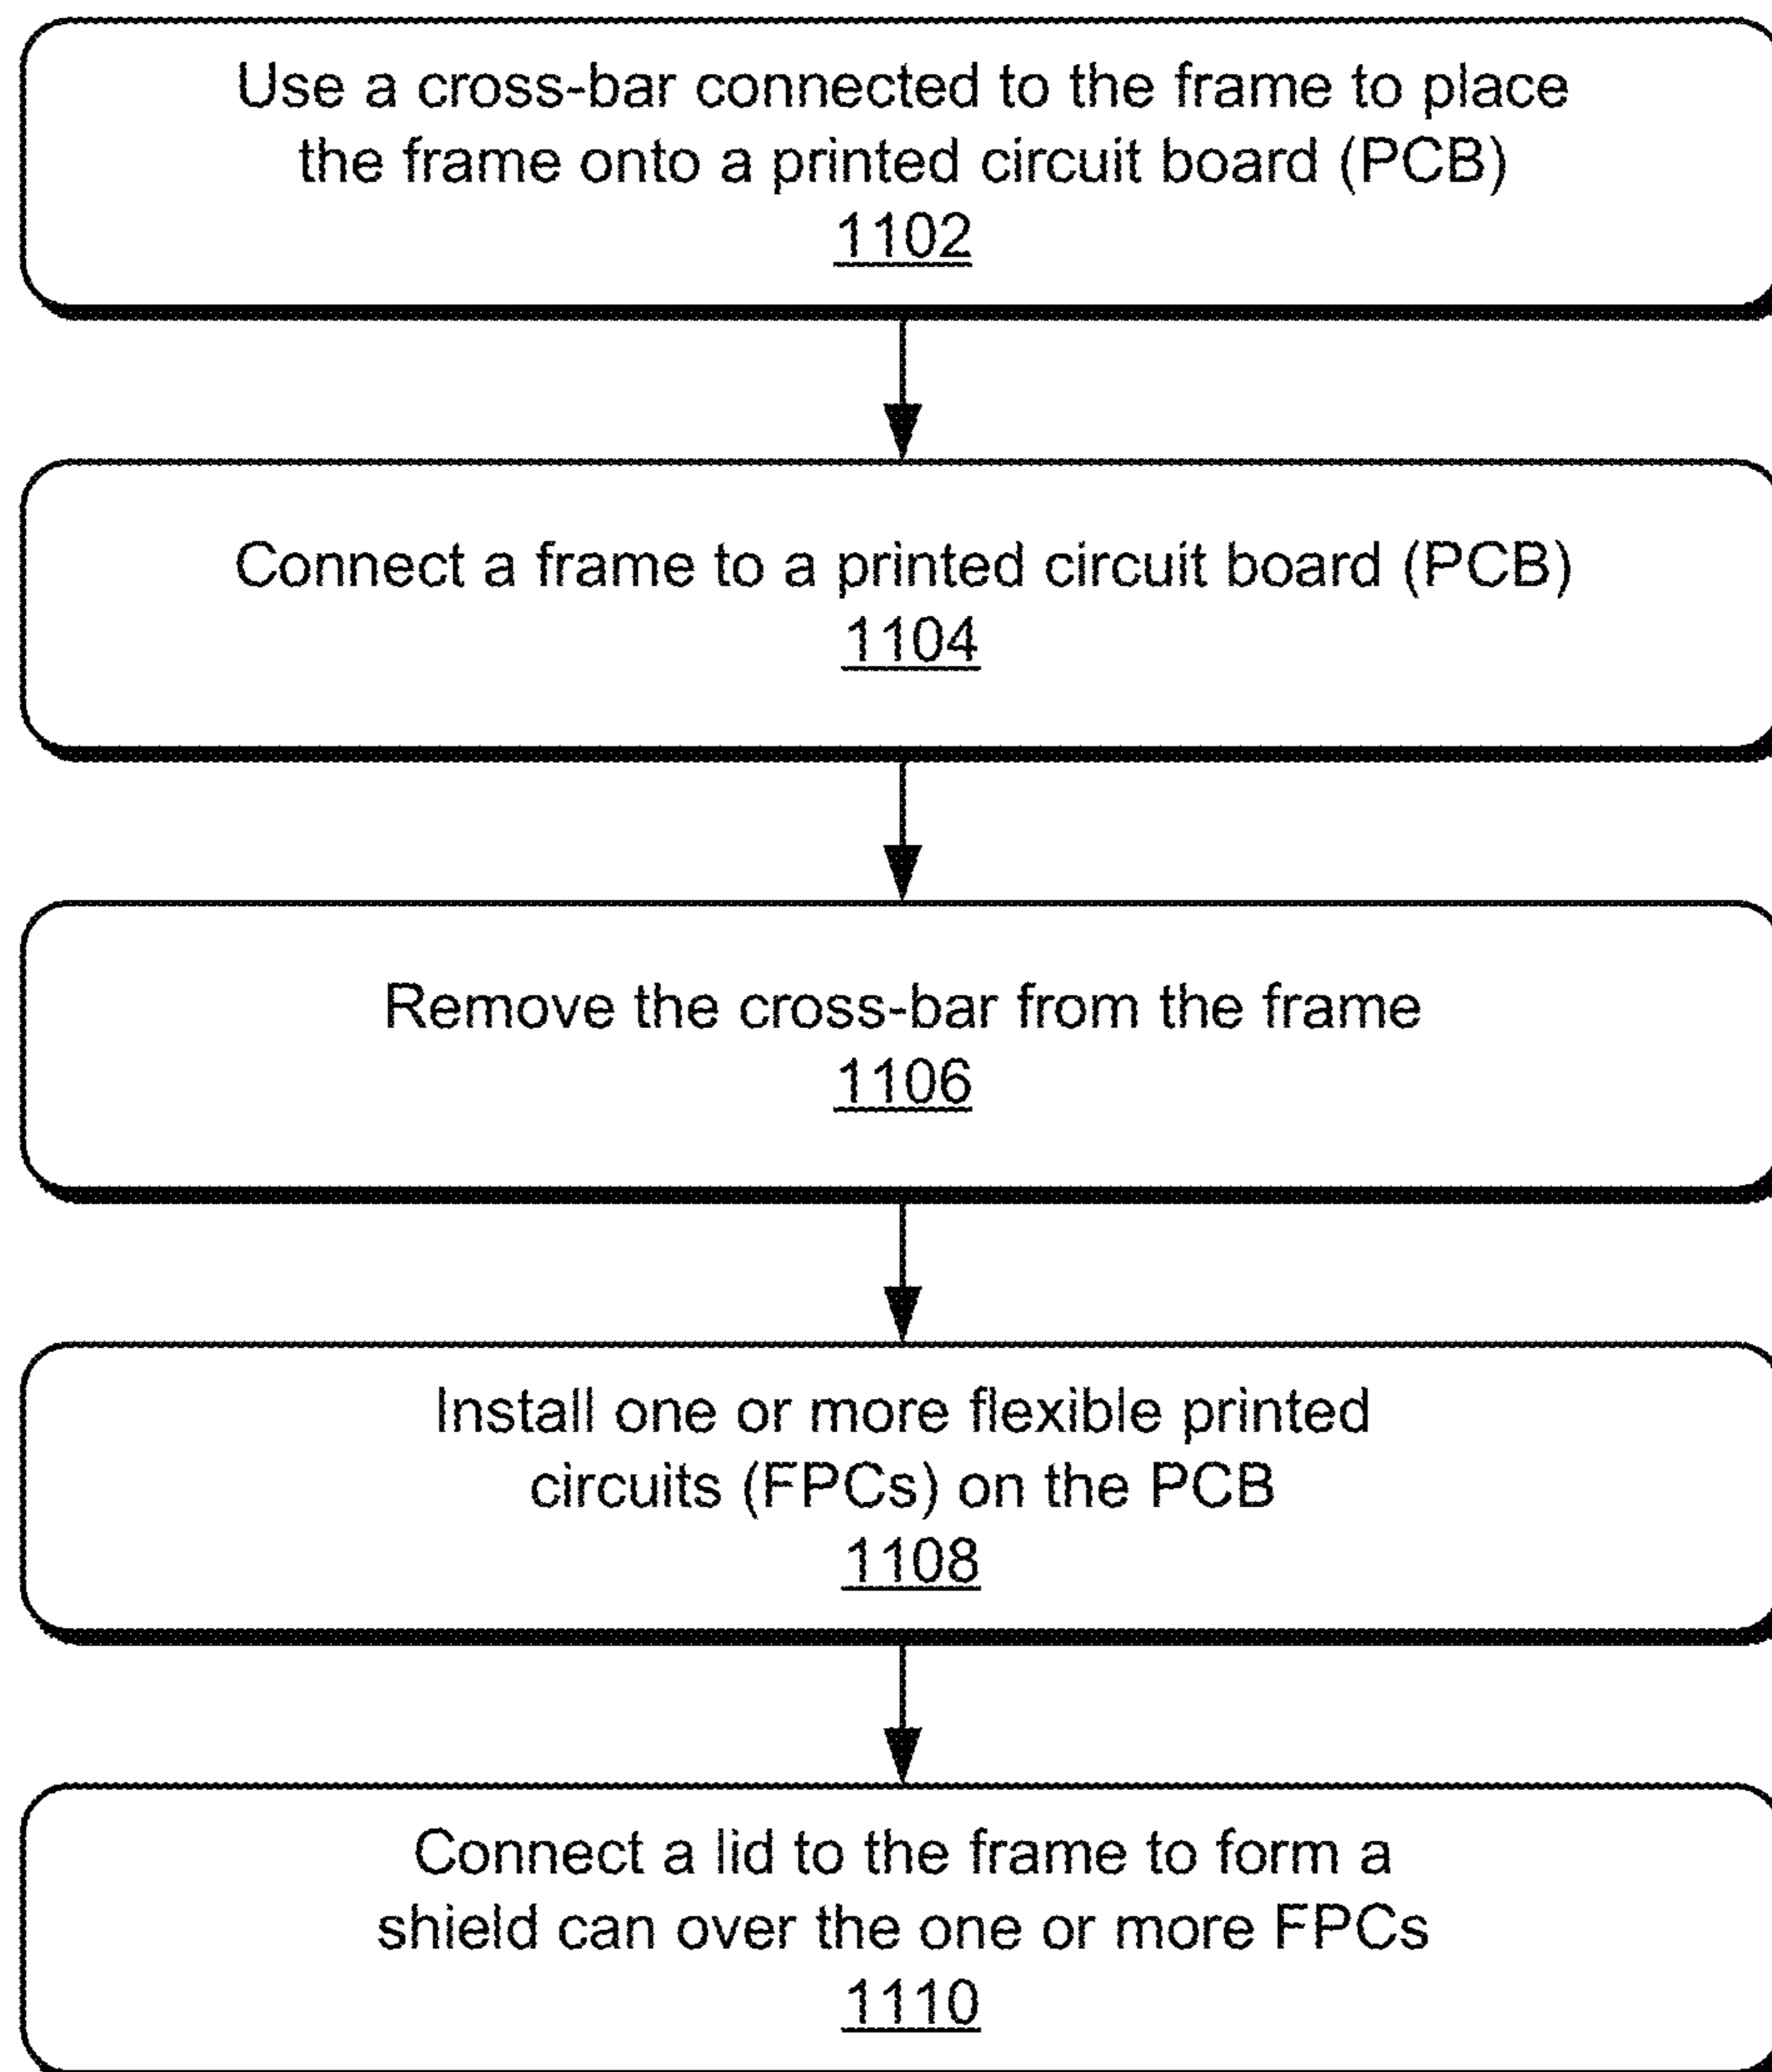 Use a cross-bar connected to the frame to place
the frame onto a printed circuit board (PCB)
1102
Connect a frame to a printed circuit board (PCB)
1104
Remove the cross-bar from the frame
1106
Install one or more flexible printed
circuits (FPCs) on the PCB
1108
Connect a lid to the frame to form a
shield can over the one or more FPCs
1110